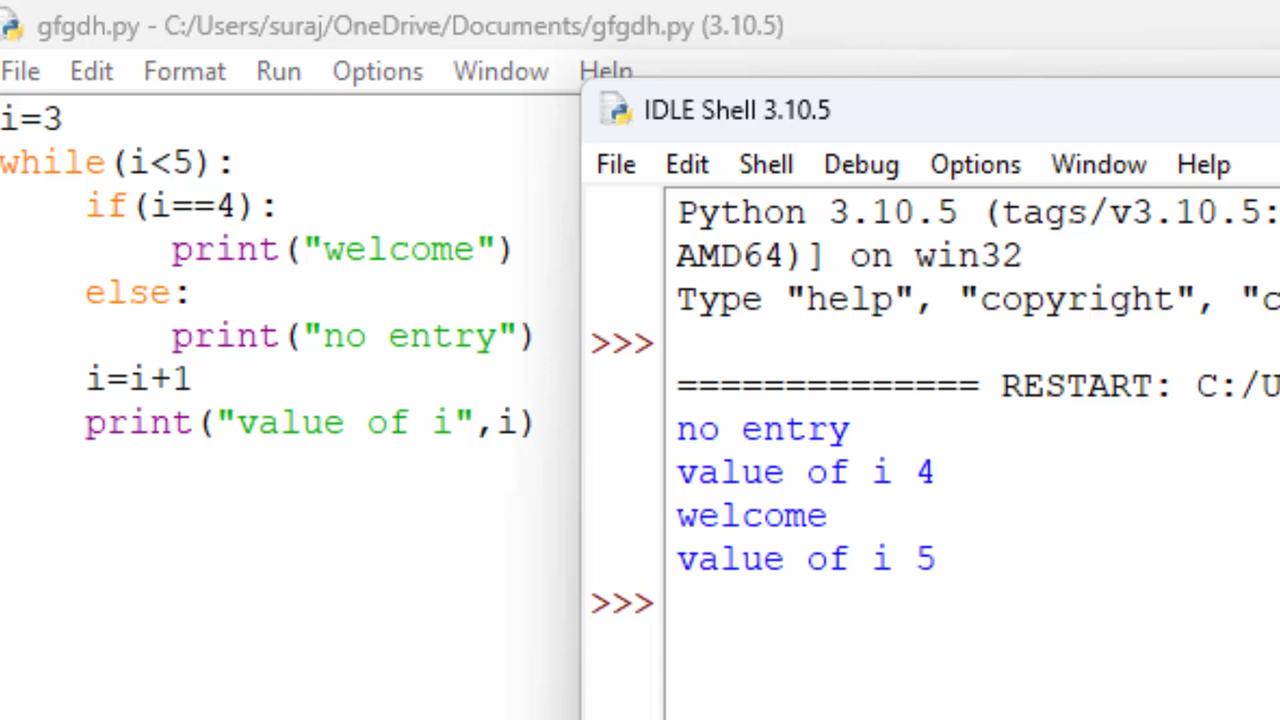 gfgdh.py - C:/Users/suraj/OneDrive/Documents/gfgdh.py (3.10.5)
File Edit Format Run Options Window Help
i=3
while(i<5):
    if(i==4):
        print("welcome")
    else:
        print("no entry")
    i=i+1
    print("value of i",i)
IDLE Shell 3.10.5
File Edit Shell Debug Options Window Help
Python 3.10.5 (tags/v3.10.5:
AMD64)] on win32
Type "help", "copyright", "c
>>>
============== RESTART: C:/U
no entry
value of i 4
welcome
value of i 5
>>>